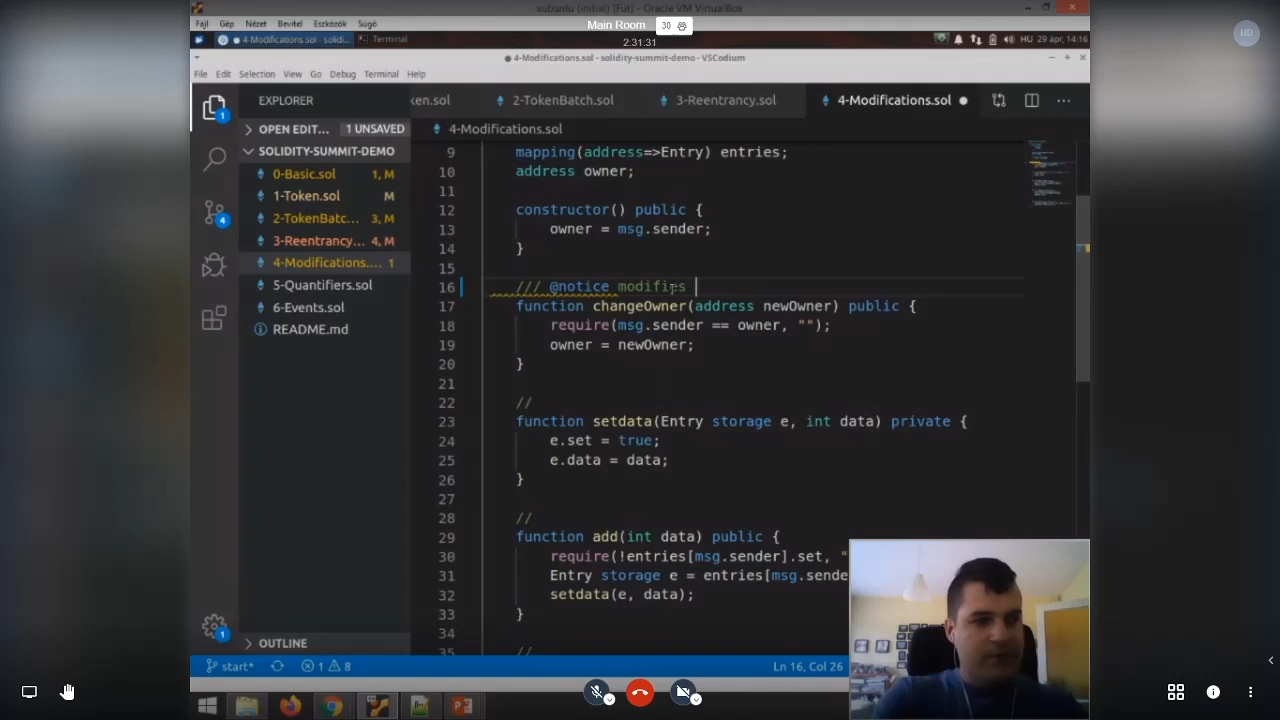 xubuntu (initial) [Fut] - Oracle VM VirtualBox
Fájl Gép Nézet Bevitel Eszközök Súgó
Main Room 30
2:31:31
HD
4-Modifications.sol - solidi... Terminal
HU 29 ápr, 14:16
4-Modifications.sol - solidity-summit-demo - VSCodium
File Edit Selection View Go Debug Terminal Help
EXPLORER
ken.sol 2-TokenBatch.sol 3-Reentrancy.sol 4-Modifications.sol
OPEN EDIT... 1 UNSAVED
4-Modifications.sol
SOLIDITY-SUMMIT-DEMO
0-Basic.sol 1, M
1-Token.sol M
2-TokenBatc... 3, M
3-Reentrancy... 4, M
4-Modifications.... 1
5-Quantifiers.sol
6-Events.sol
README.md
OUTLINE
1
4
1
9 mapping(address=>Entry) entries;
10 address owner;
11
12 constructor() public {
13 owner = msg.sender;
14 }
15
16 /// @notice modifies
17 function changeOwner(address newOwner) public {
18 require(msg.sender == owner, "");
19 owner = newOwner;
20 }
21
22 //
23 function setdata(Entry storage e, int data) private {
24 e.set = true;
25 e.data = data;
26 }
27
28 //
29 function add(int data) public {
30 require(!entries[msg.sender].set, "
31 Entry storage e = entries[msg.sende
32 setdata(e, data);
33 }
34
35 //
start* 1 8 Ln 16, Col 26